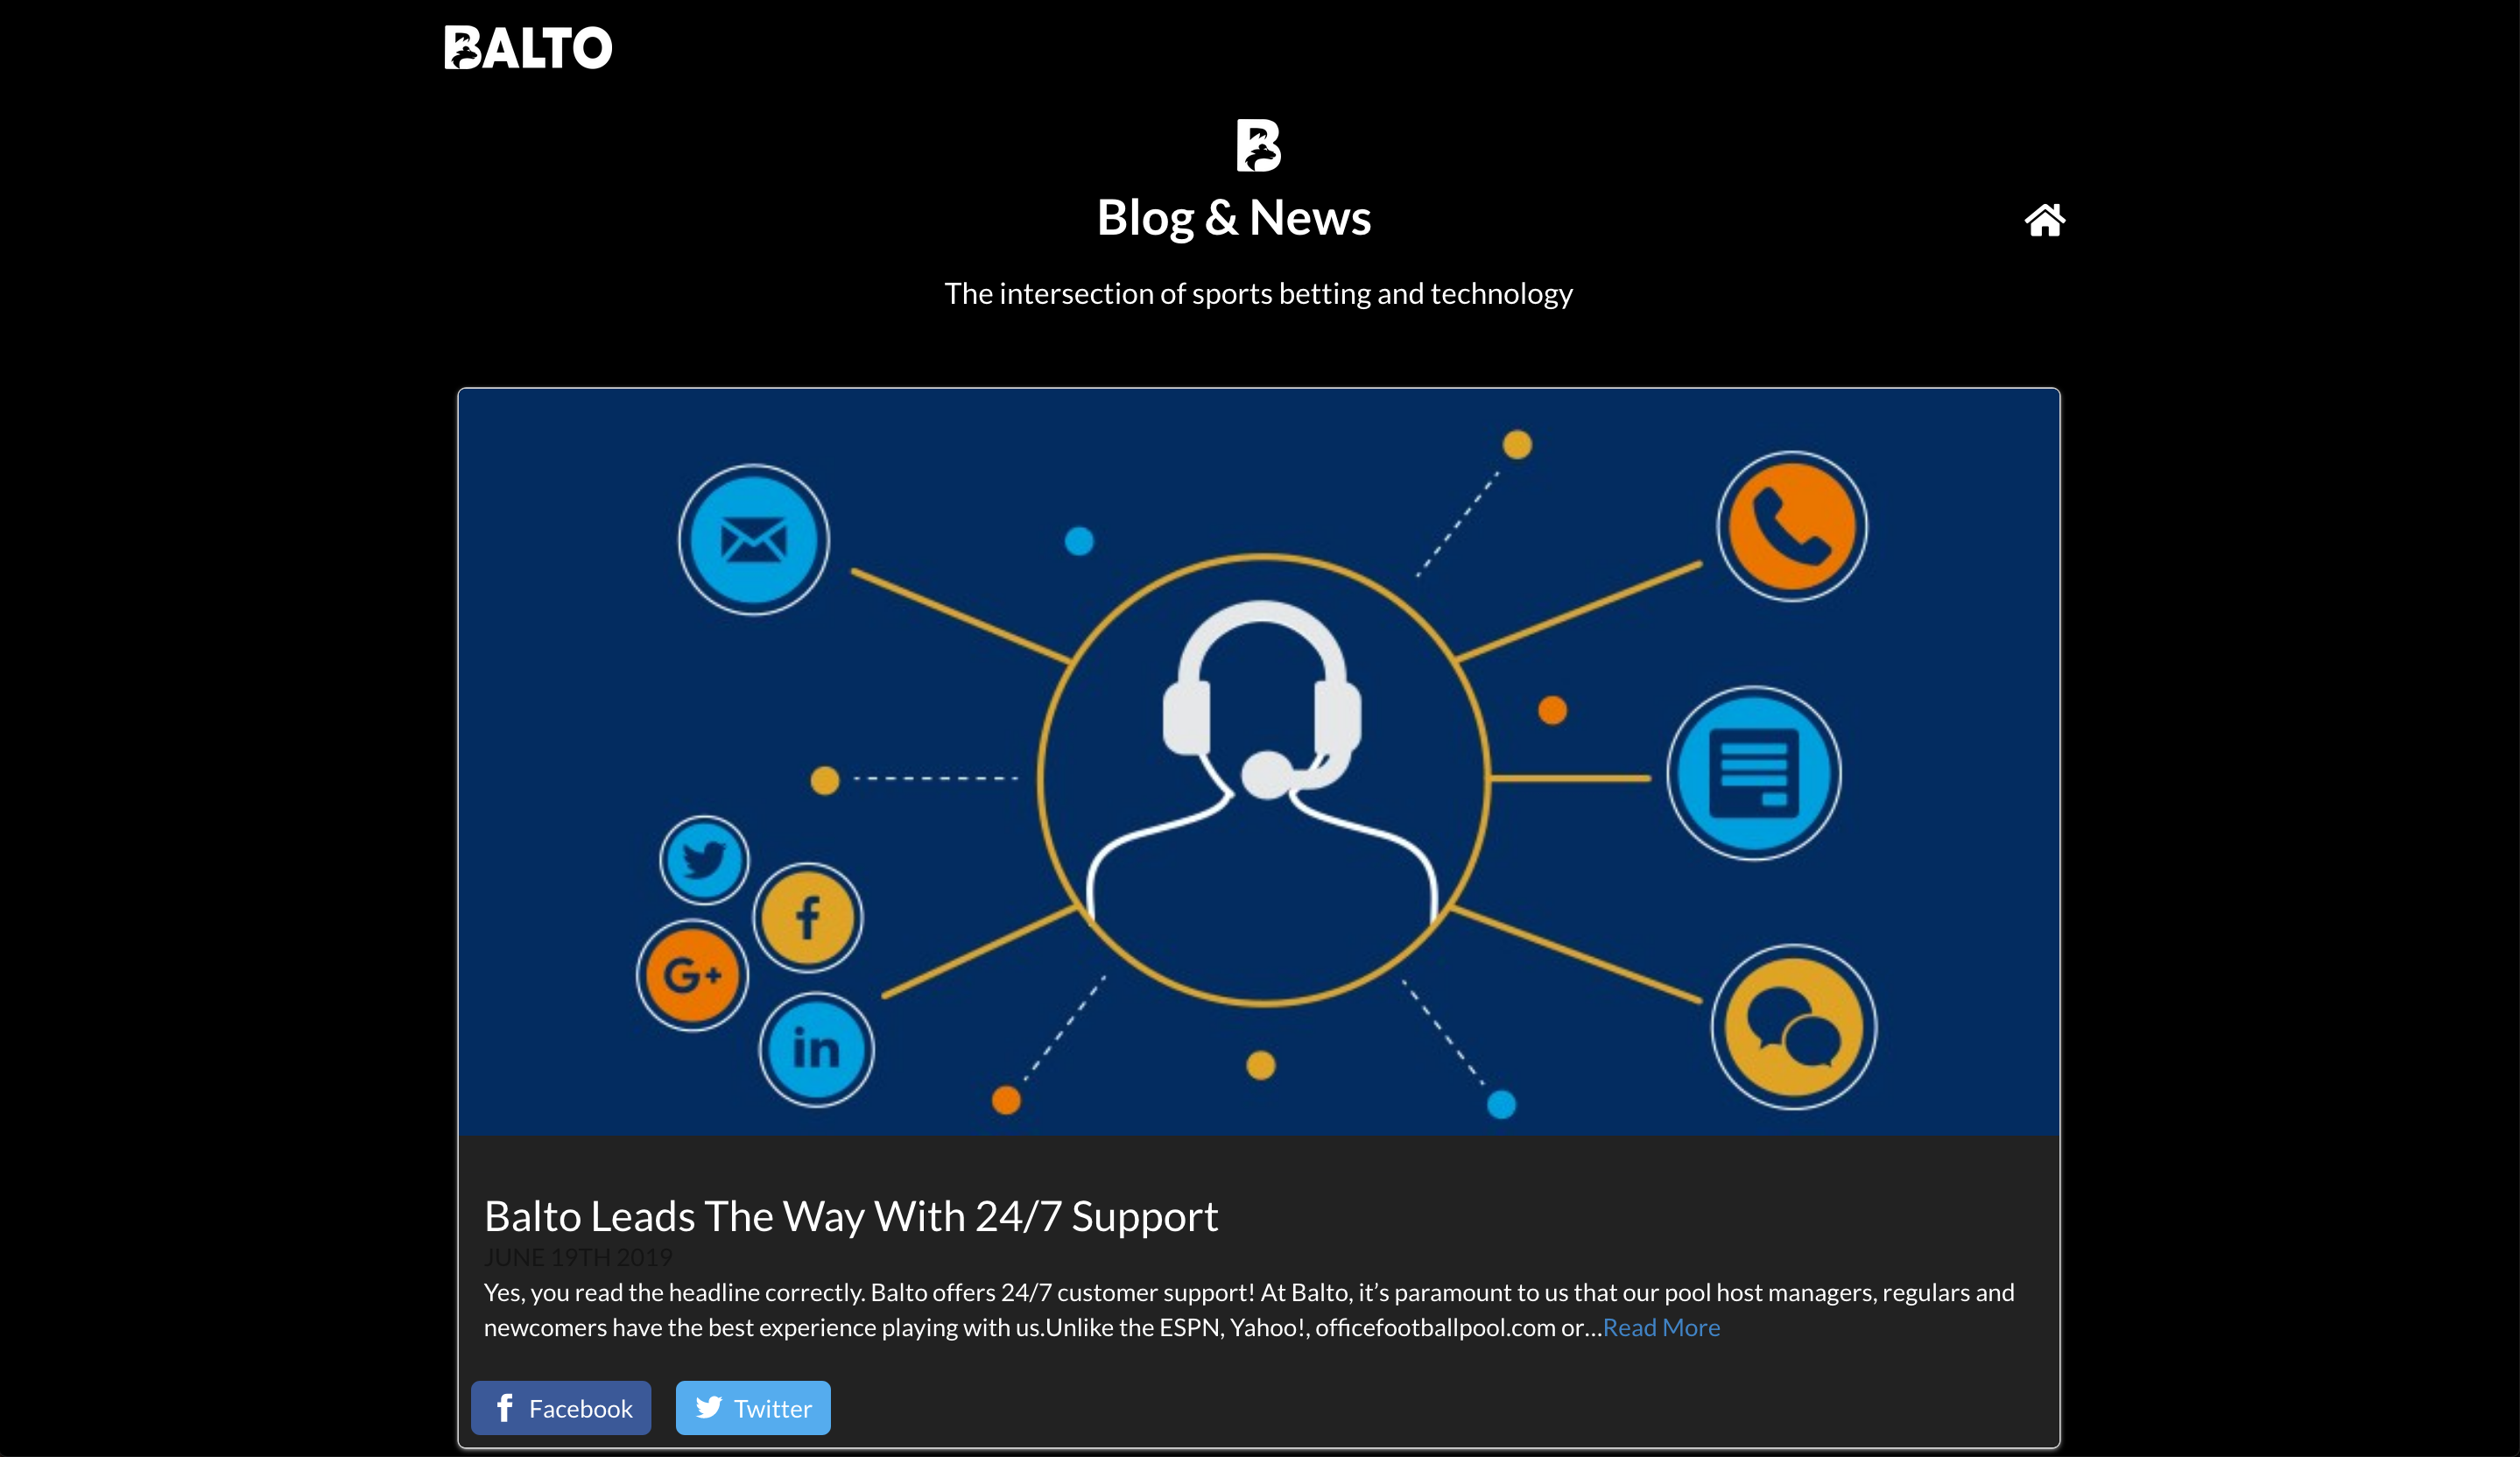 BALTO
B
Blog & News
The intersection of sports betting and technology
f
G+
in
Balto Leads The Way With 24/7 Support
JUNE 19TH 2019
Yes, you read the headline correctly. Balto offers 24/7 customer support! At Balto, it’s paramount to us that our pool host managers, regulars and
newcomers have the best experience playing with us.Unlike the ESPN, Yahoo!, officefootballpool.com or...Read More
Facebook
Twitter